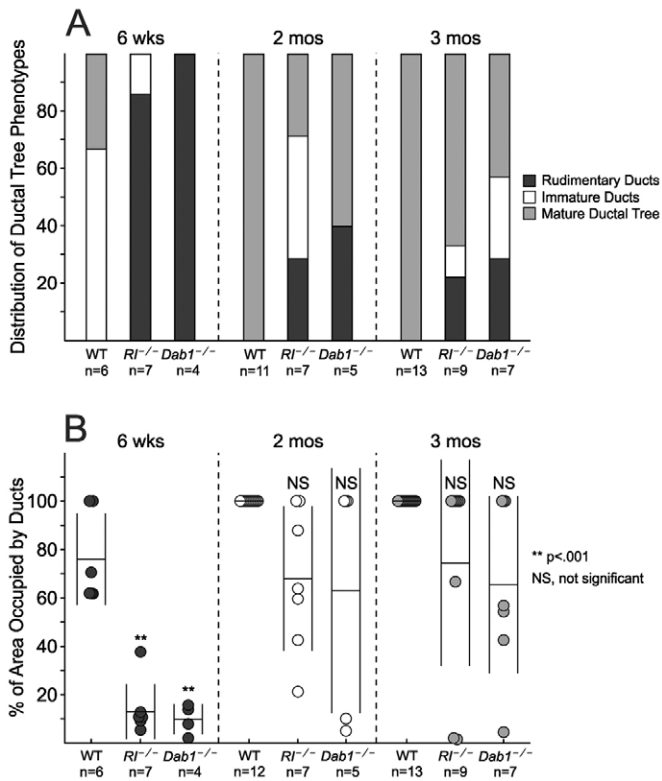 A
6 wks 2 mos 3 mos
Distribution of Ductal Tree Phenotypes
80
60
40
20
Rudimentary Ducts
Immature Ducts
Mature Ductal Tree
WT Rl⁻/⁻ Dab1⁻/⁻ WT Rl⁻/⁻ Dab1⁻/⁻ WT Rl⁻/⁻ Dab1⁻/⁻
n=6 n=7 n=4 n=11 n=7 n=5 n=13 n=9 n=7
B
6 wks 2 mos 3 mos
% of Area Occupied by Ducts
NS NS NS NS
100
80
60
40
20
** **
** p<.001
NS, not significant
WT Rl⁻/⁻ Dab1⁻/⁻ WT Rl⁻/⁻ Dab1⁻/⁻ WT Rl⁻/⁻ Dab1⁻/⁻
n=6 n=7 n=4 n=12 n=7 n=5 n=13 n=9 n=7